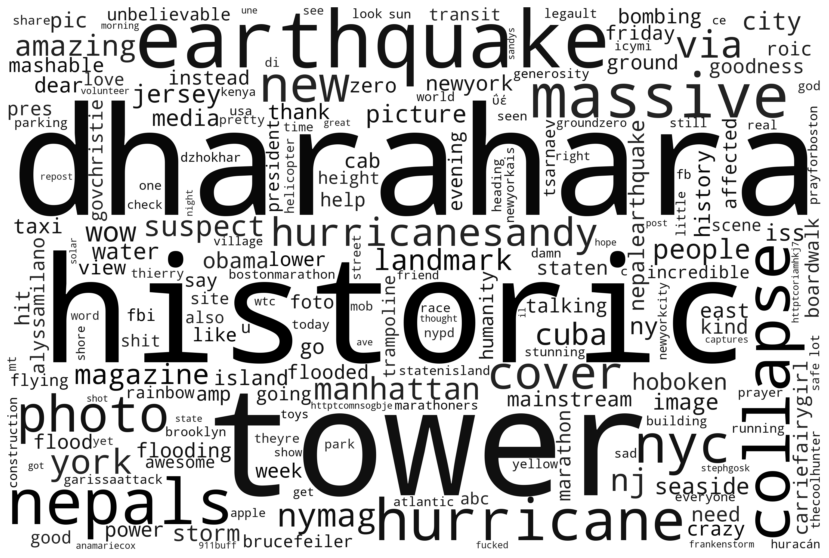 share pic unbelievable une see look sun transit legault bombing ce city
morning earthquake sandys icymi friday via roic
amazing di
mashable instead new zero newyork generosity ground goodness
dear love volunteer jersey kenya usa world massive god
pres media thank picture seen groundzero still real
parking pretty time great
dharahara
govchristie dzhokhar president helicopter cab height help evening heading newyorkais right tsarnaev fb little history affected prayforboston
repost one check night
taxi wow suspect hurricanesandy nepalearthquake post scene iss
water village hope people
alyssamilano solar view thierry obama lower landmark damn staten c incredible boardwalk
hit say bostonmarathon street friend
historic
word fbi site wtc foto mob trampoline race humanity il talking newyorkcity east httptcoriamhkj7c
shore shit also like u today thought nypd cuba ny kind
go ave stunning captures
mt flying magazine island flooded statenisland cover hoboken safe lot
rainbow amp going manhattan mainstream image prayer
construction photo shot toys httptcomnsogbje marathoners building running
state tower collapse
flood yet brooklyn theyre park marathon sad nyc carriefairygirl
york flooding show
got awesome week yellow nj stephgosk
garissaattack get seaside thecoolhunter
nepals apple atlantic abc everyone
power nymag hurricane need
good storm crazy
anamariecox 911buff brucefeiler fucked frankenstorm huracán